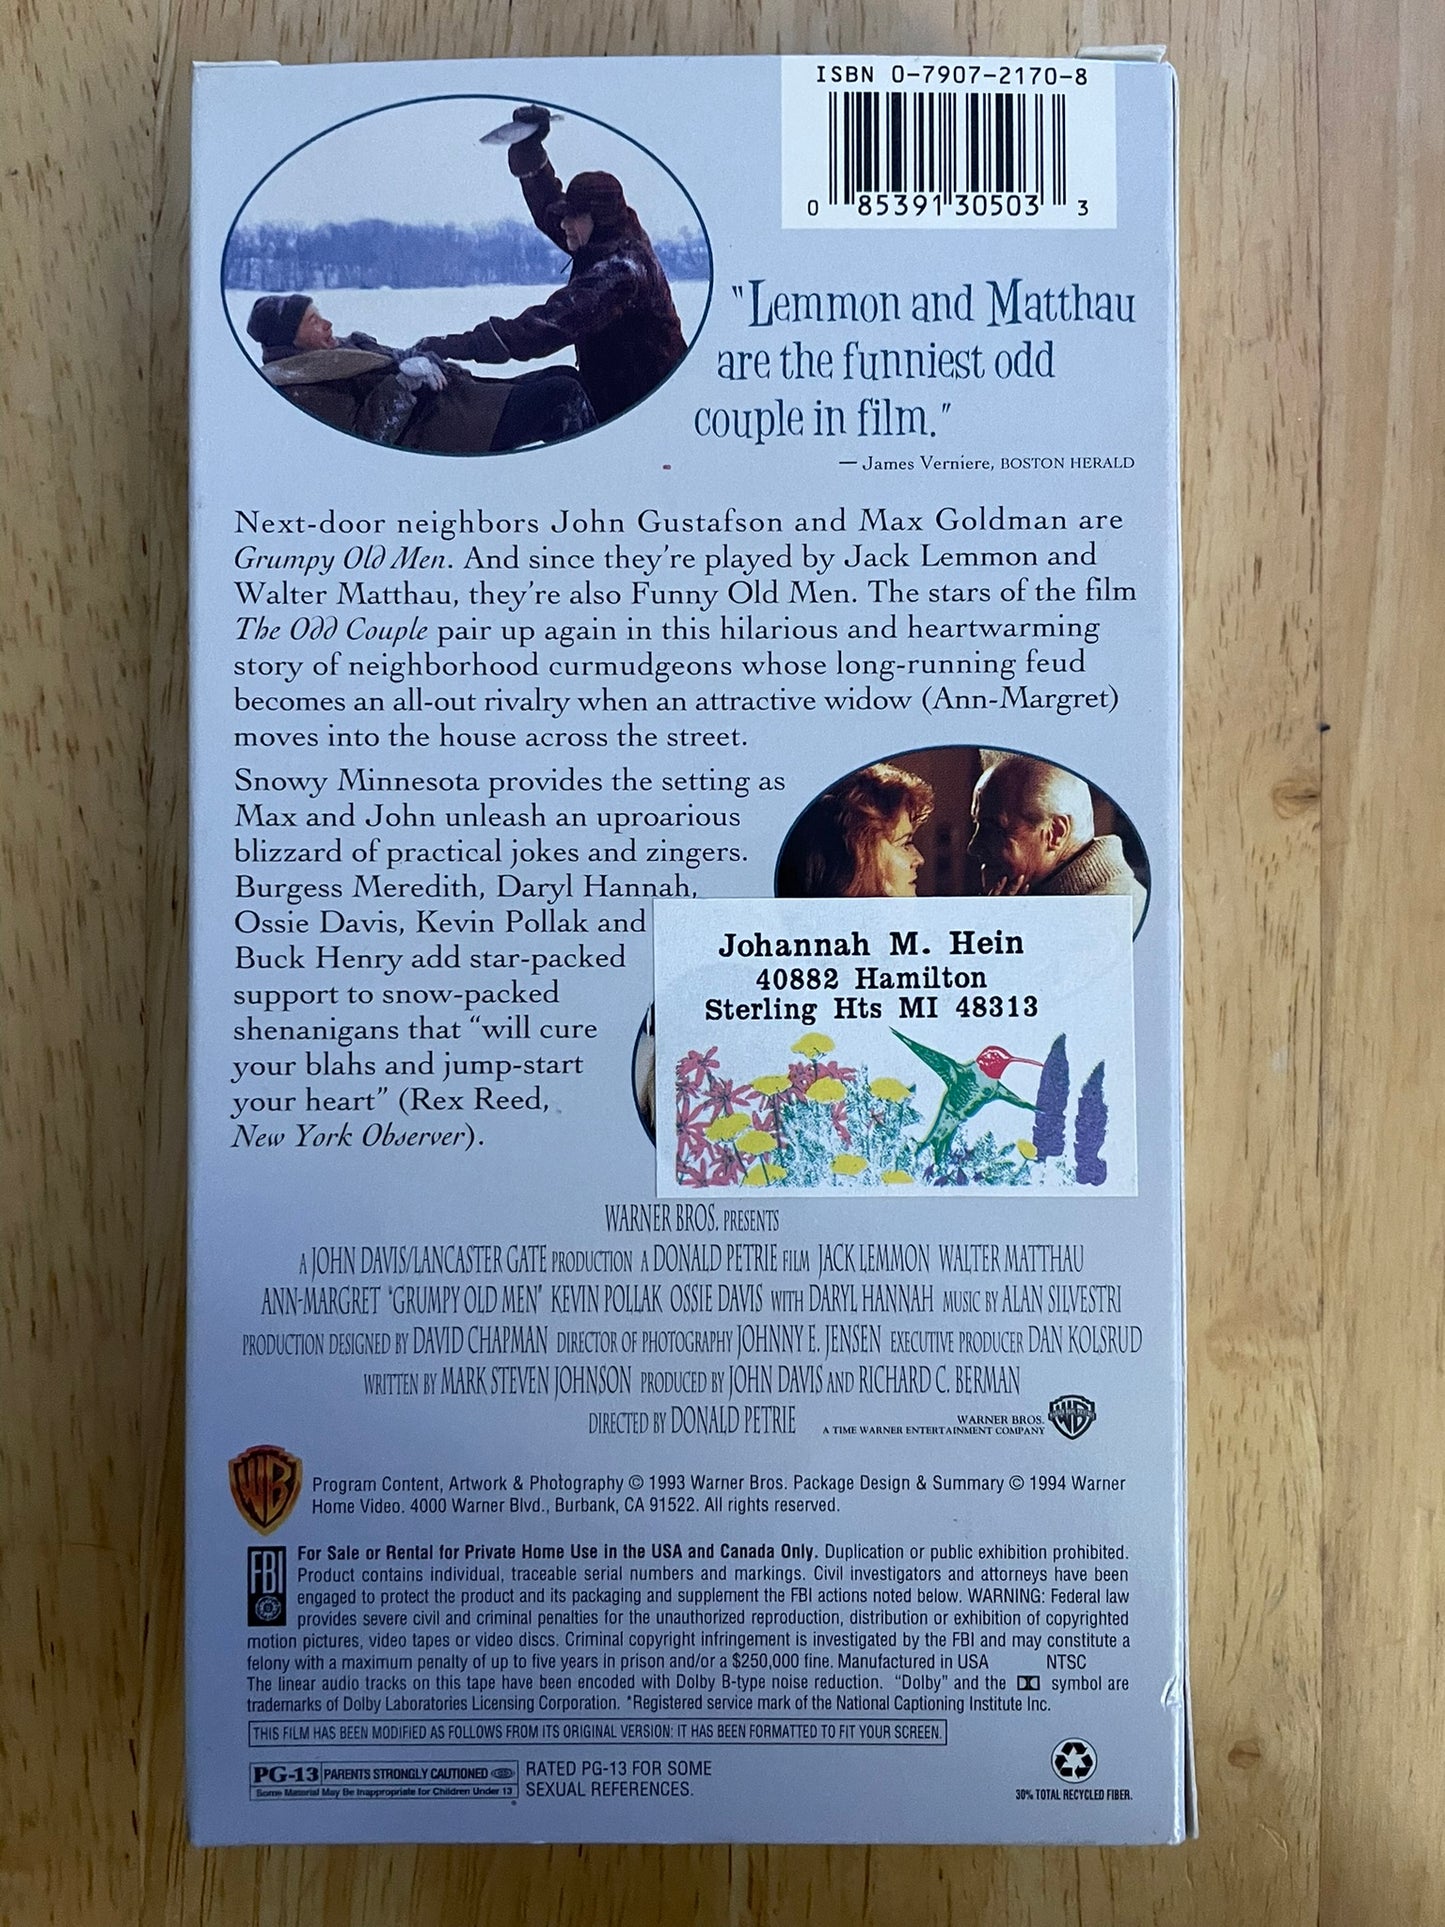 ISBN 0-7907-2170-8
0 85391 30503 3
"Lemmon and Matthau
are the funniest odd
couple in film."
— James Verniere, BOSTON HERALD
Next-door neighbors John Gustafson and Max Goldman are
Grumpy Old Men. And since they're played by Jack Lemmon and
Walter Matthau, they're also Funny Old Men. The stars of the film
The Odd Couple pair up again in this hilarious and heartwarming
story of neighborhood curmudgeons whose long-running feud
becomes an all-out rivalry when an attractive widow (Ann-Margret)
moves into the house across the street.
Snowy Minnesota provides the setting as
Max and John unleash an uproarious
blizzard of practical jokes and zingers.
Burgess Meredith, Daryl Hannah,
Ossie Davis, Kevin Pollak and
Buck Henry add star-packed
support to snow-packed
shenanigans that "will cure
your blahs and jump-start
your heart" (Rex Reed,
New York Observer).
Johannah M. Hein
40882 Hamilton
Sterling Hts MI 48313
WARNER BROS. PRESENTS
A JOHN DAVIS/LANCASTER GATE PRODUCTION A DONALD PETRIE FILM JACK LEMMON WALTER MATTHAU
ANN-MARGRET "GRUMPY OLD MEN" KEVIN POLLAK OSSIE DAVIS WITH DARYL HANNAH MUSIC BY ALAN SILVESTRI
PRODUCTION DESIGNED BY DAVID CHAPMAN DIRECTOR OF PHOTOGRAPHY JOHNNY E. JENSEN EXECUTIVE PRODUCER DAN KOLSRUD
WRITTEN BY MARK STEVEN JOHNSON PRODUCED BY JOHN DAVIS AND RICHARD C. BERMAN
DIRECTED BY DONALD PETRIE
WARNER BROS.
A TIME WARNER ENTERTAINMENT COMPANY
WB
WB
Program Content, Artwork & Photography © 1993 Warner Bros. Package Design & Summary © 1994 Warner
Home Video. 4000 Warner Blvd., Burbank, CA 91522. All rights reserved.
FBI
For Sale or Rental for Private Home Use in the USA and Canada Only. Duplication or public exhibition prohibited.
Product contains individual, traceable serial numbers and markings. Civil investigators and attorneys have been
engaged to protect the product and its packaging and supplement the FBI actions noted below. WARNING: Federal law
provides severe civil and criminal penalties for the unauthorized reproduction, distribution or exhibition of copyrighted
motion pictures, video tapes or video discs. Criminal copyright infringement is investigated by the FBI and may constitute a
felony with a maximum penalty of up to five years in prison and/or a $250,000 fine. Manufactured in USA NTSC
The linear audio tracks on this tape have been encoded with Dolby B-type noise reduction. "Dolby" and the symbol are
trademarks of Dolby Laboratories Licensing Corporation. *Registered service mark of the National Captioning Institute Inc.
THIS FILM HAS BEEN MODIFIED AS FOLLOWS FROM ITS ORIGINAL VERSION: IT HAS BEEN FORMATTED TO FIT YOUR SCREEN.
PG-13 PARENTS STRONGLY CAUTIONED
Some Material May Be Inappropriate for Children Under 13
RATED PG-13 FOR SOME
SEXUAL REFERENCES.
30% TOTAL RECYCLED FIBER.